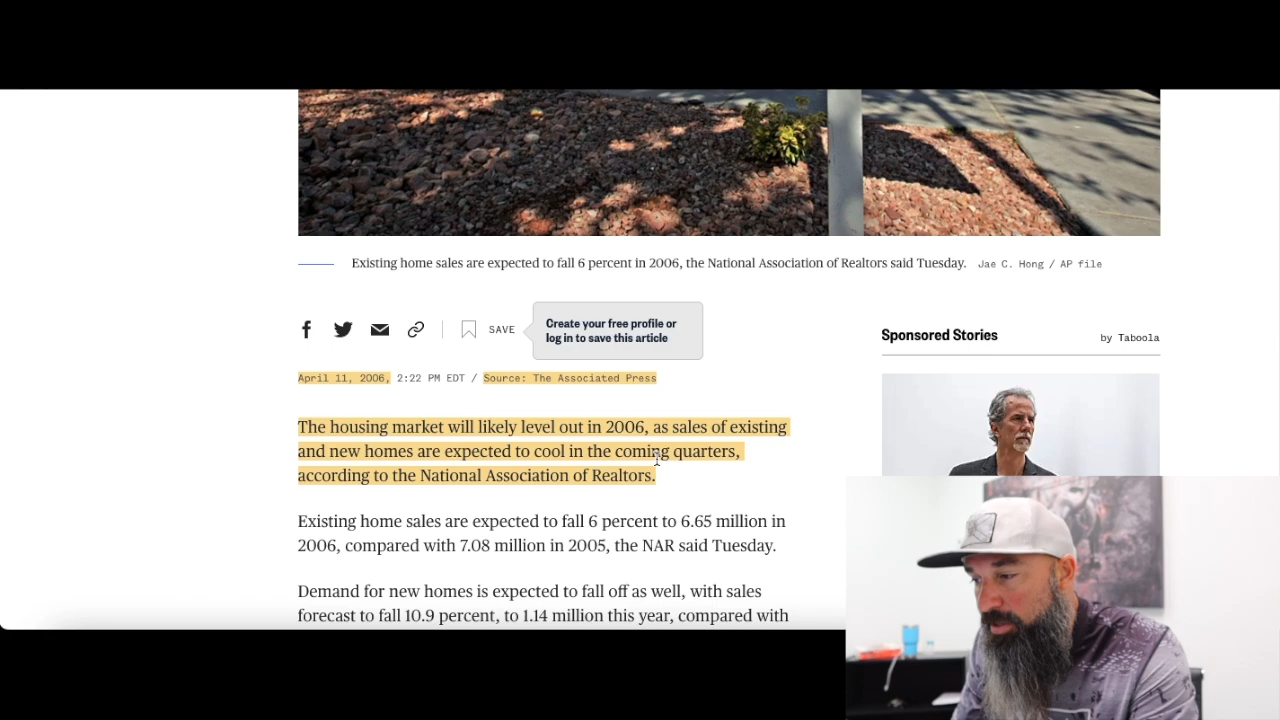 Existing home sales are expected to fall 6 percent in 2006, the National Association of Realtors said Tuesday. Jae C. Hong / AP file
SAVE
Create your free profile or
log in to save this article
Sponsored Stories
by Taboola
April 11, 2006, 2:22 PM EDT / Source: The Associated Press
The housing market will likely level out in 2006, as sales of existing
and new homes are expected to cool in the coming quarters,
according to the National Association of Realtors.
Existing home sales are expected to fall 6 percent to 6.65 million in
2006, compared with 7.08 million in 2005, the NAR said Tuesday.
Demand for new homes is expected to fall off as well, with sales
forecast to fall 10.9 percent, to 1.14 million this year, compared with